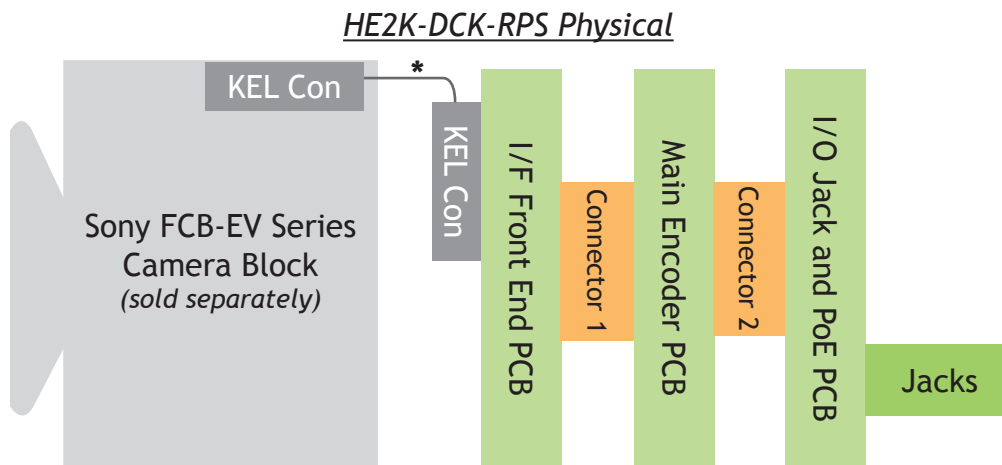 HE2K-DCK-RPS Physical
KEL Con
*
KEL Con
Sony FCB-EV Series
Camera Block
(sold separately)
I/F Front End PCB
Connector 1
Main Encoder PCB
Connector 2
I/O Jack and PoE PCB
Jacks